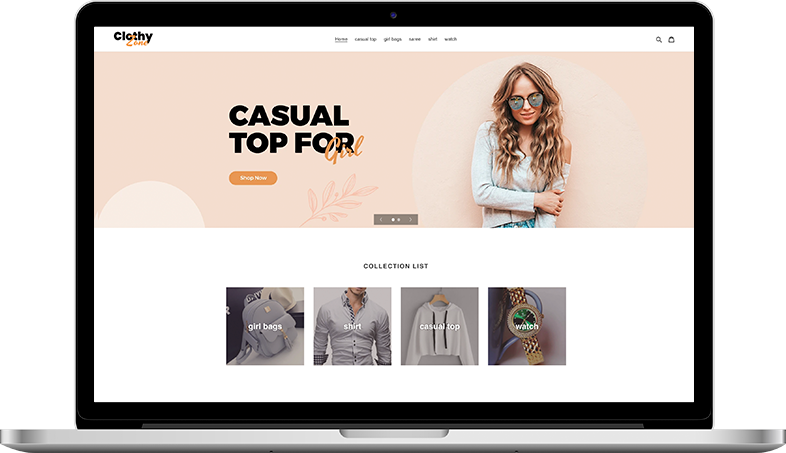 Clothy
Zone
Home casual top girl bags saree shirt watch
CASUAL
TOP FOR
Girl
Shop Now
COLLECTION LIST
girl bags shirt casual top watch